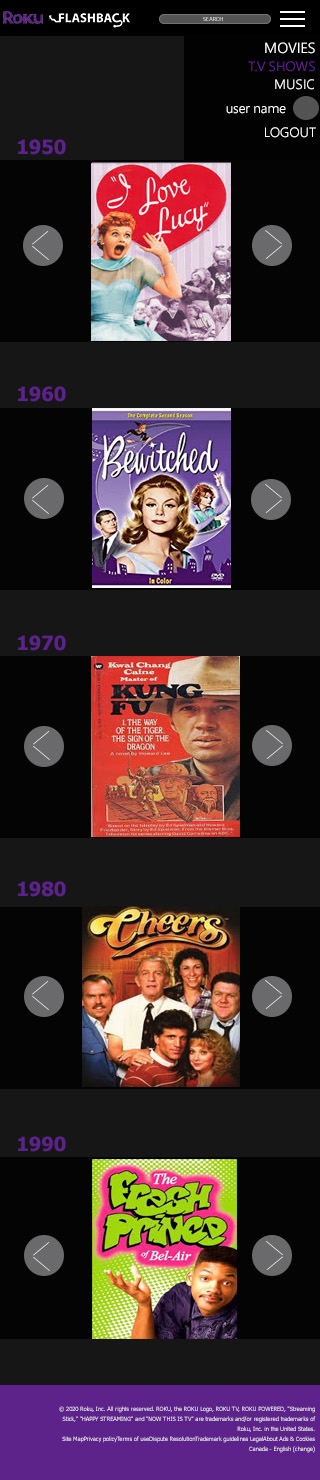 ROKU FLASHBACK
SEARCH
MOVIES
T.V SHOWS
MUSIC
user name
LOGOUT
1950
"I Love Lucy"
1960
The Complete Second Season
Bewitched
In Color
DVD
1970
Kwai Chang
Caine
Master of
KUNG
FU
1. THE WAY
OF THE TIGER,
THE SIGN OF THE
DRAGON
A novel by Howard Lee
1980
Cheers
1990
The
Fresh
Prince
of Bel-Air
© 2020 Roku, Inc. All rights reserved. ROKU, the ROKU Logo, ROKU TV, ROKU POWERED, "Streaming
Stick," "HAPPY STREAMING" and "NOW THIS IS TV" are trademarks and/or registered trademarks of
Roku, Inc. in the United States.
Site MapPrivacy policyTerms of useDispute ResolutionTrademark guidelines LegalAbout Ads & Cookies
Canada - English (change)